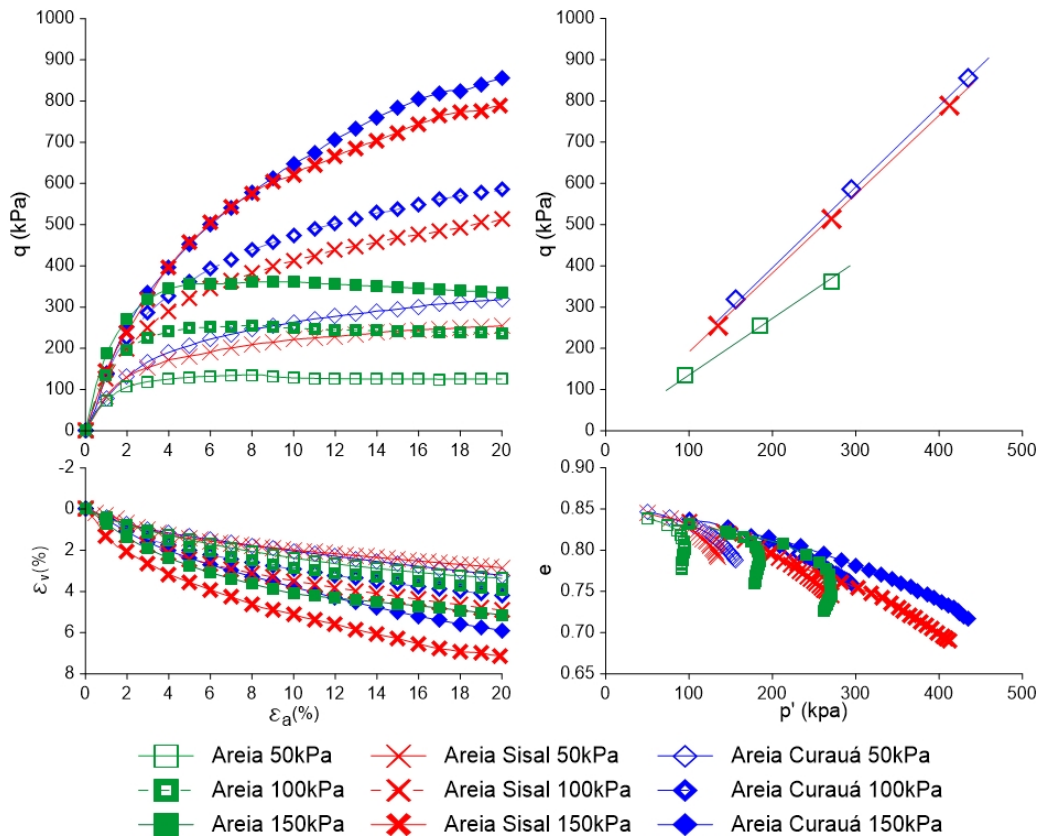 1000
900
800
700
600
500
400
300
200
100
0
q (kPa)
0 2 4 6 8 10 12 14 16 18 20
1000
900
800
700
600
500
400
300
200
100
0
q (kPa)
0 100 200 300 400 500
-2
0
2
4
6
8
εv(%)
0 2 4 6 8 10 12 14 16 18 20
εa(%)
0.90
0.85
0.80
0.75
0.70
0.65
e
0 100 200 300 400 500
p' (kpa)
Areia 50kPa Areia Sisal 50kPa Areia Curauá 50kPa
Areia 100kPa Areia Sisal 100kPa Areia Curauá 100kPa
Areia 150kPa Areia Sisal 150kPa Areia Curauá 150kPa